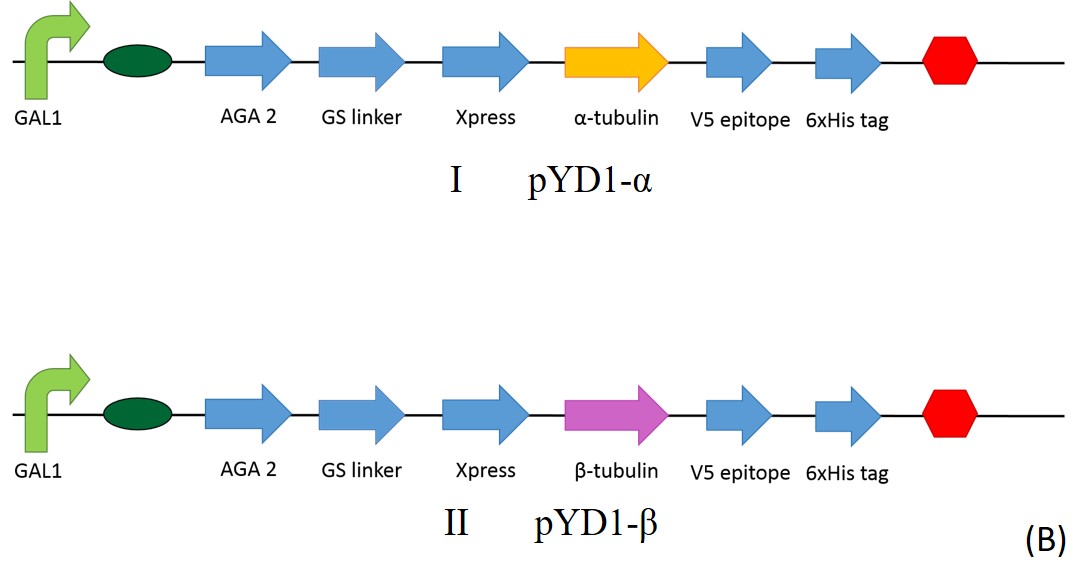 GAL1 AGA 2 GS linker Xpress α-tubulin V5 epitope 6xHis tag
I pYD1-α
GAL1 AGA 2 GS linker Xpress β-tubulin V5 epitope 6xHis tag
II pYD1-β
(B)